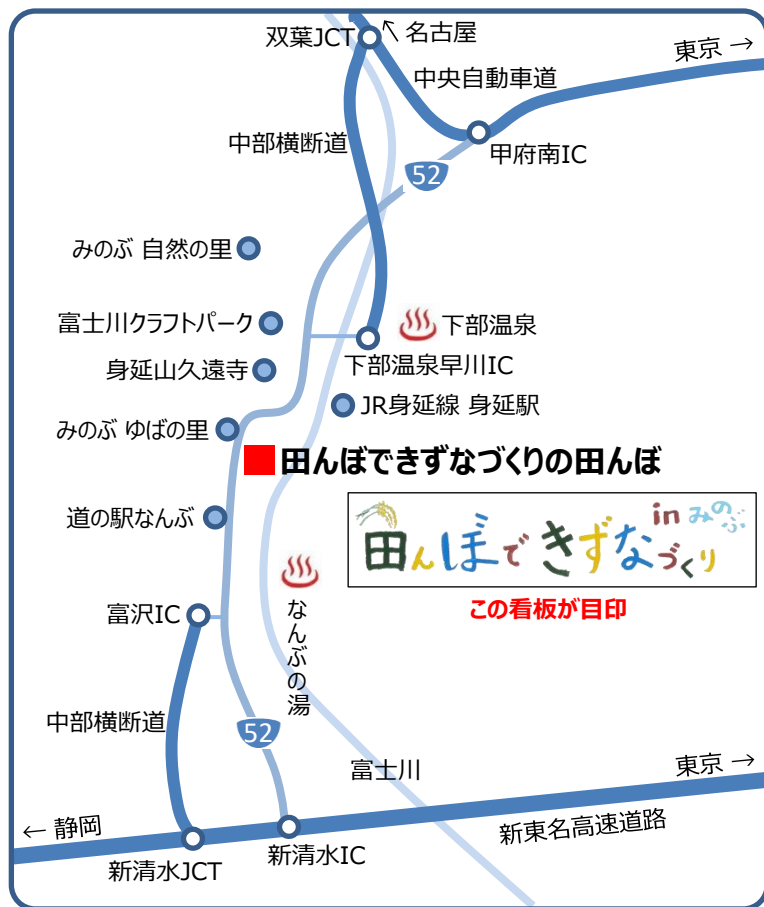 双葉JCT
↖ 名古屋
東京 →
中央自動車道
中部横断道
甲府南IC
52
みのぶ 自然の里
富士川クラフトパーク
下部温泉
下部温泉早川IC
身延山久遠寺
JR身延線 身延駅
みのぶ ゆばの里
田んぼできずなづくりの田んぼ
田んぼできずなづくり in みのぶ
この看板が目印
道の駅なんぶ
なんぶの湯
富沢IC
中部横断道
52
富士川
東京 →
← 静岡
新東名高速道路
新清水JCT
新清水IC